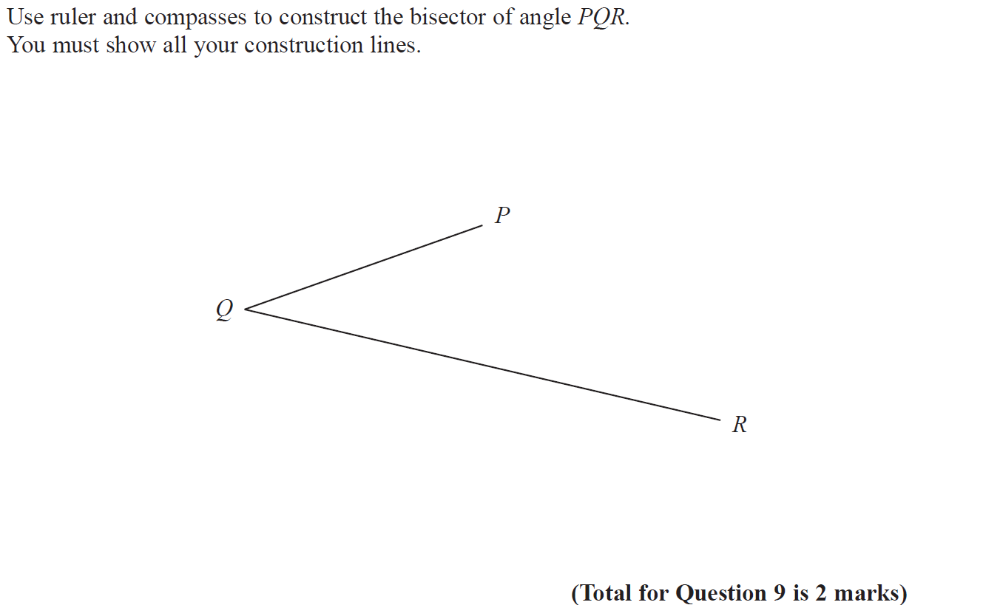 Use ruler and compasses to construct the bisector of angle PQR.
You must show all your construction lines.
P
Q
R
(Total for Question 9 is 2 marks)